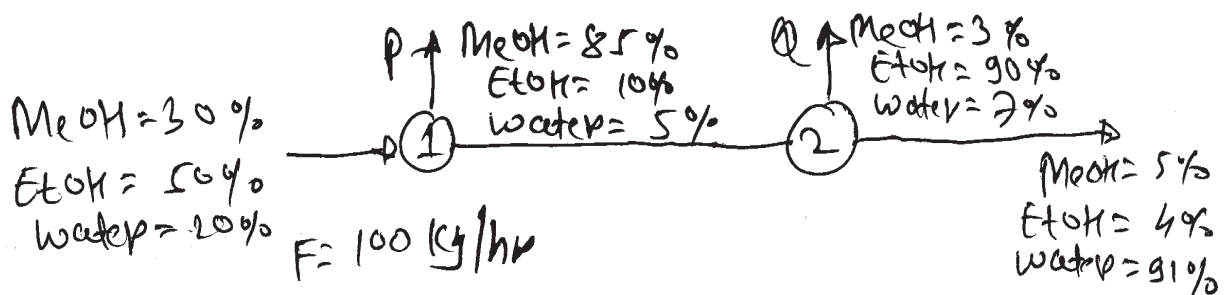 MeOH = 30 %
EtOH = 50%
water = 20%
F = 100 kg/hr
1
P
MeOH = 85 %
EtOH = 10%
water = 5%
2
Q
MeOH = 3 %
EtOH = 90%
water = 7%
MeOH = 5%
EtOH = 4%
water = 91%